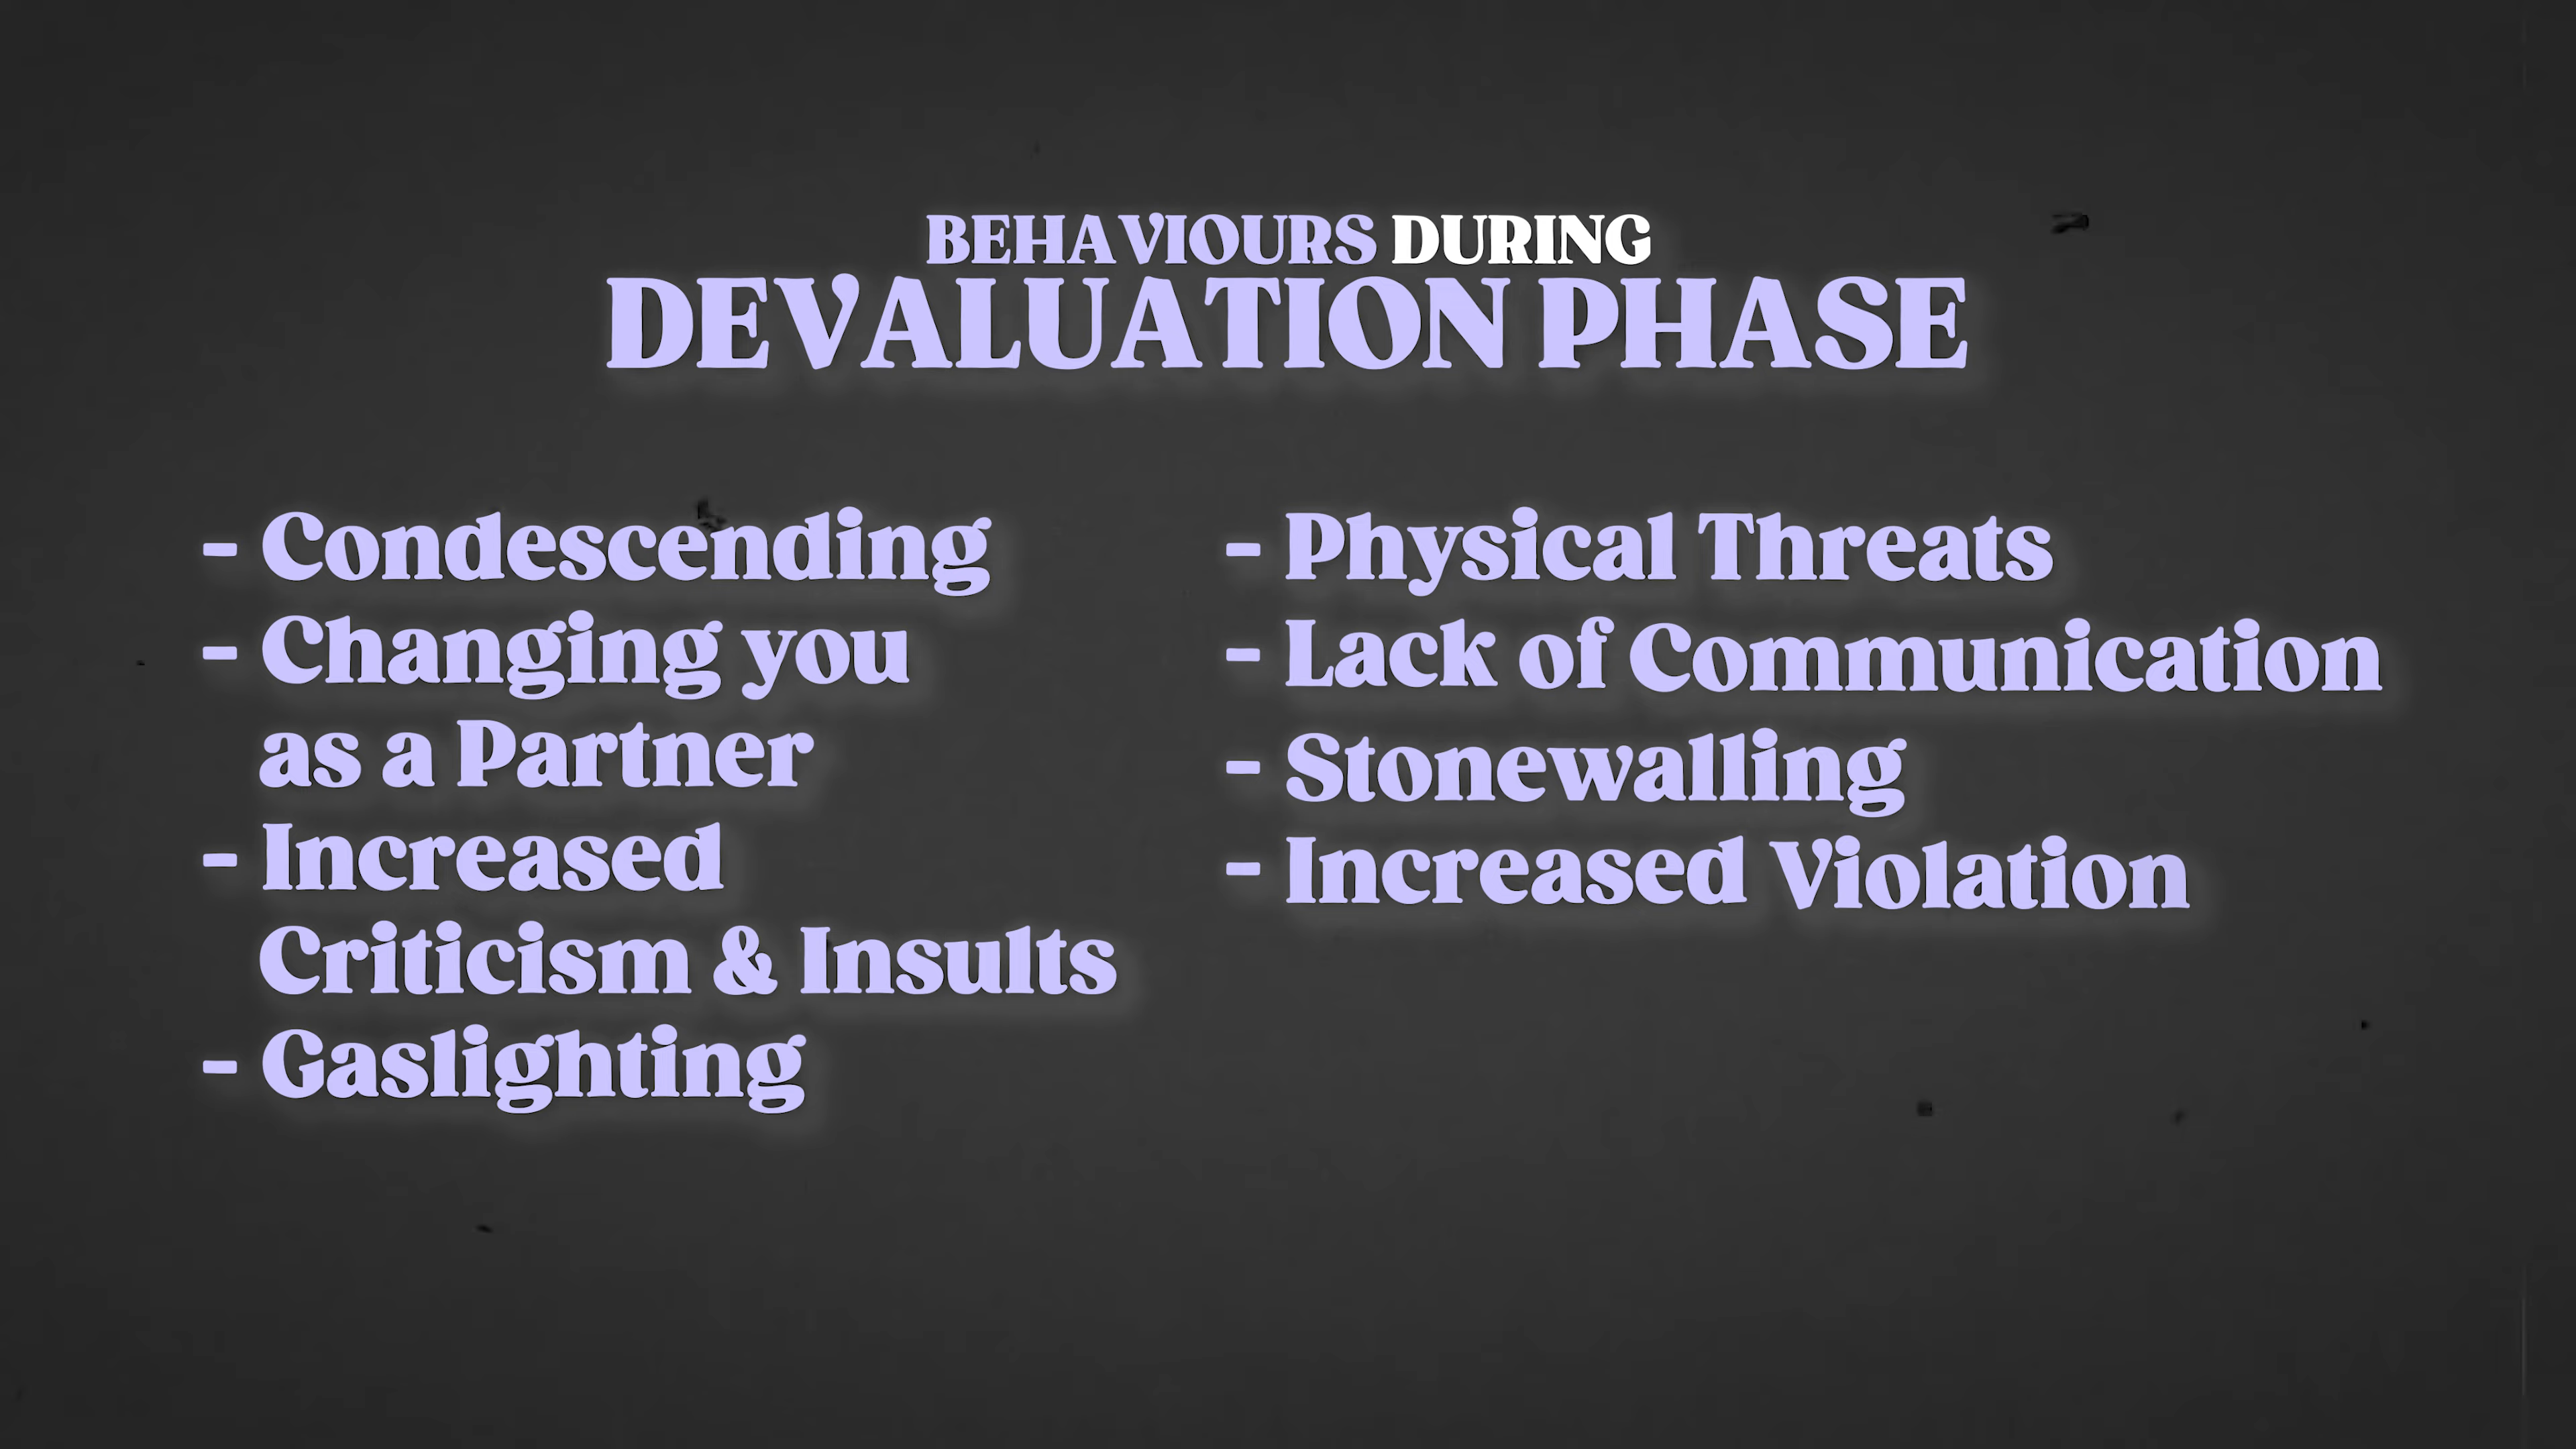 BEHAVIOURS DURING
DEVALUATION PHASE
- Condescending
- Changing you
as a Partner
- Increased
Criticism & Insults
- Gaslighting
- Physical Threats
- Lack of Communication
- Stonewalling
- Increased Violation